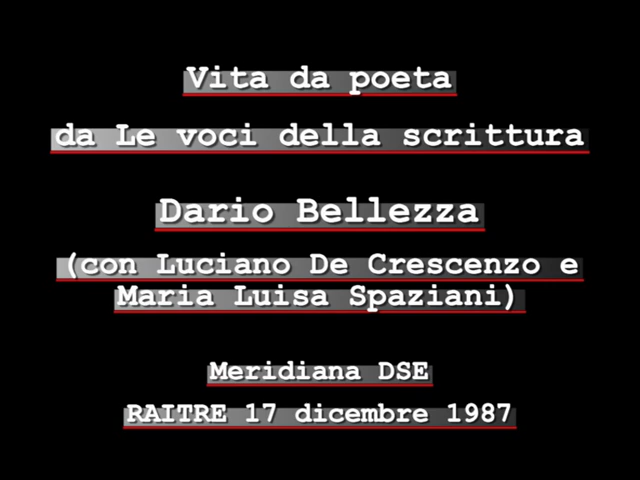 Vita da poeta
da Le voci della scrittura
Dario Bellezza
(con Luciano De Crescenzo e
Maria Luisa Spaziani)
Meridiana DSE
RAITRE 17 dicembre 1987